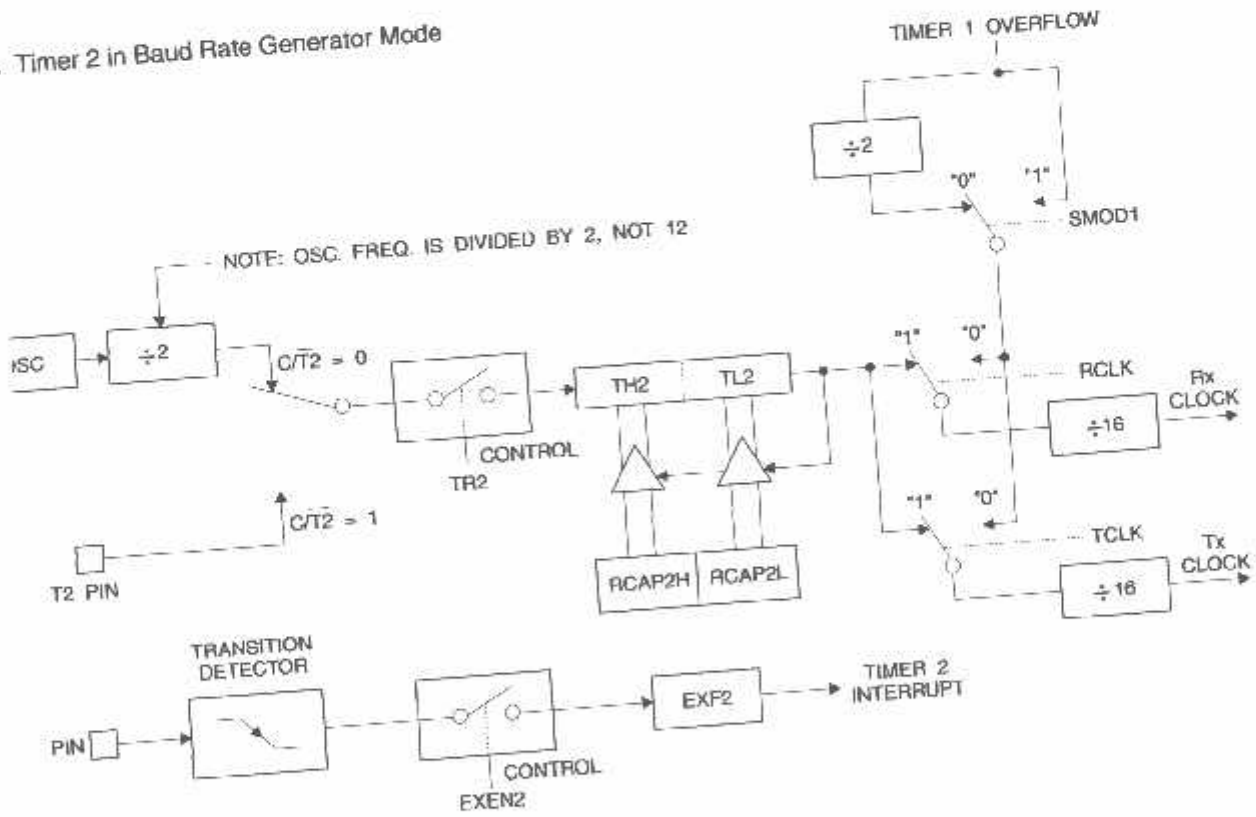 Timer 2 in Baud Rate Generator Mode
TIMER 1 OVERFLOW
÷2
"0"
"1"
SMOD1
NOTE: OSC. FREQ. IS DIVIDED BY 2, NOT 12
OSC
÷2
C/T2 = 0
TH2
TL2
"1"
"0"
RCLK
Rx
CLOCK
÷16
CONTROL
TR2
C/T2 = 1
T2 PIN
RCAP2H
RCAP2L
"1"
"0"
TCLK
Tx
CLOCK
÷16
TRANSITION
DETECTOR
PIN
CONTROL
EXEN2
EXF2
TIMER 2
INTERRUPT